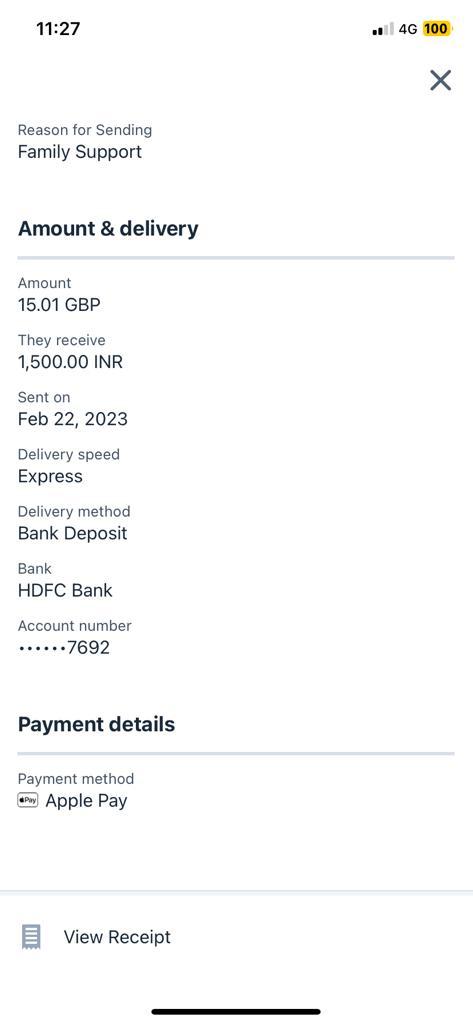 11:27
4G 100
Reason for Sending
Family Support
Amount & delivery
Amount
15.01 GBP
They receive
1,500.00 INR
Sent on
Feb 22, 2023
Delivery speed
Express
Delivery method
Bank Deposit
Bank
HDFC Bank
Account number
••••••7692
Payment details
Payment method
Pay Apple Pay
View Receipt